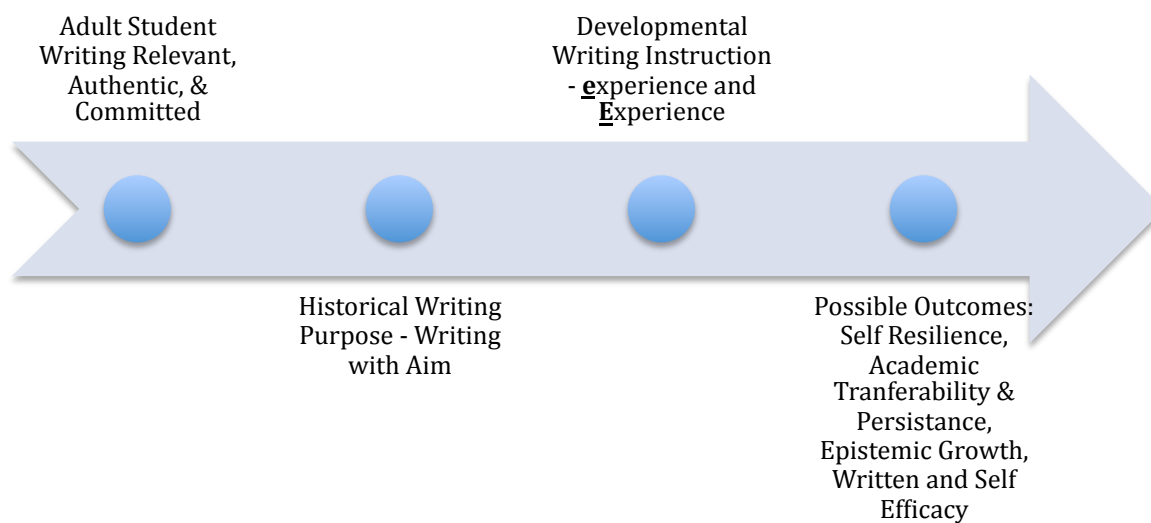 Adult Student
Writing Relevant,
Authentic, &
Committed
Historical Writing
Purpose - Writing
with Aim
Developmental
Writing Instruction
- experience and
Experience
Possible Outcomes:
Self Resilience,
Academic
Tranferability &
Persistance,
Epistemic Growth,
Written and Self
Efficacy